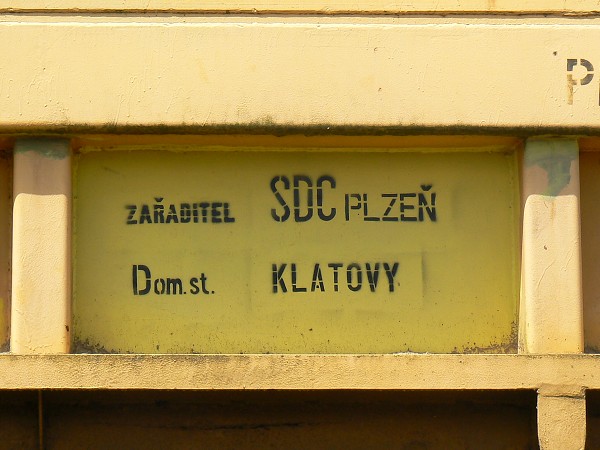 ZAŘADITEL SDC PLZEŇ
Dom.st. KLATOVY